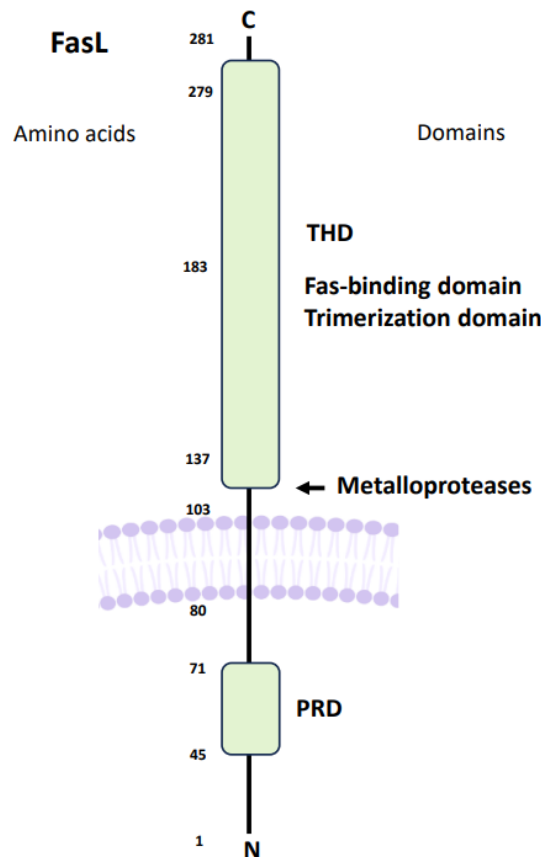 C
281
FasL
279
Amino acids
Domains
THD
183
Fas-binding domain
Trimerization domain
137
Metalloproteases
103
80
71
PRD
45
1
N